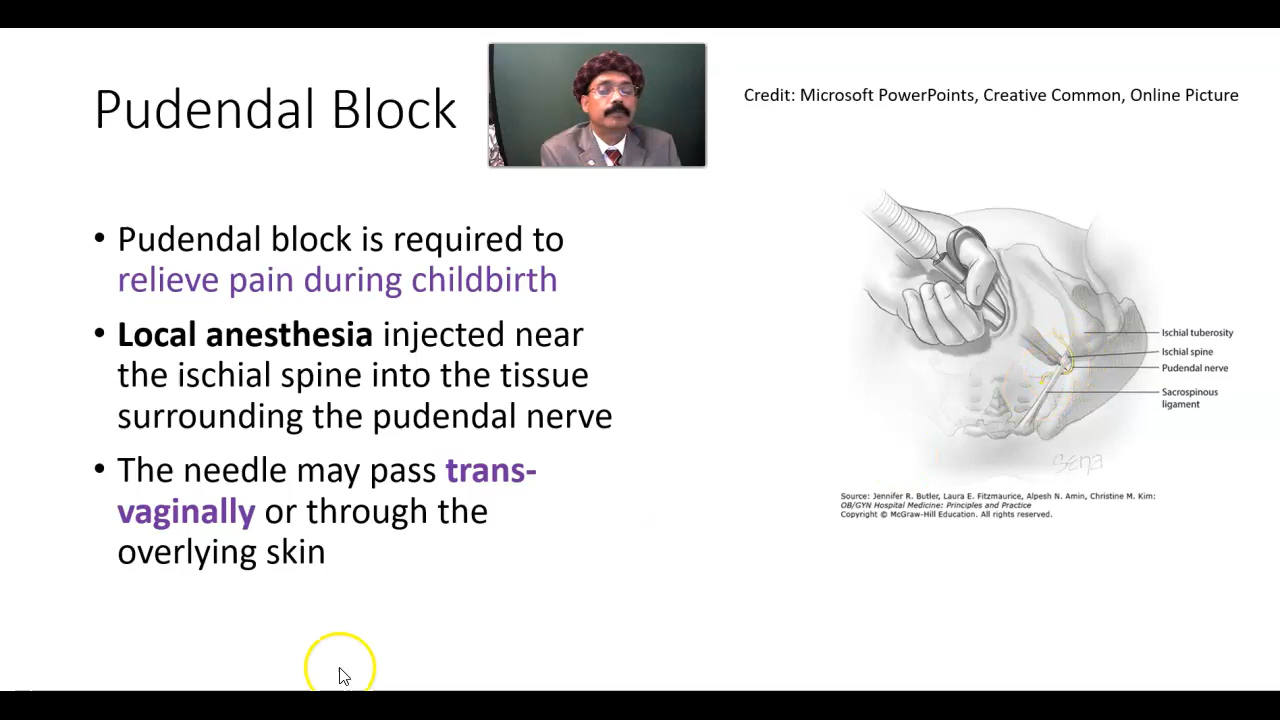 Pudendal Block
Credit: Microsoft PowerPoints, Creative Common, Online Picture
• Pudendal block is required to
relieve pain during childbirth
• Local anesthesia injected near
the ischial spine into the tissue
surrounding the pudendal nerve
• The needle may pass trans-
vaginally or through the
overlying skin
Ischial tuberosity
Ischial spine
Pudendal nerve
Sacrospinous
ligament
Sena
Source: Jennifer R. Butler, Laura E. Fitzmaurice, Alpesh N. Amin, Christine M. Kim:
OB/GYN Hospital Medicine: Principles and Practice
Copyright © McGraw-Hill Education. All rights reserved.